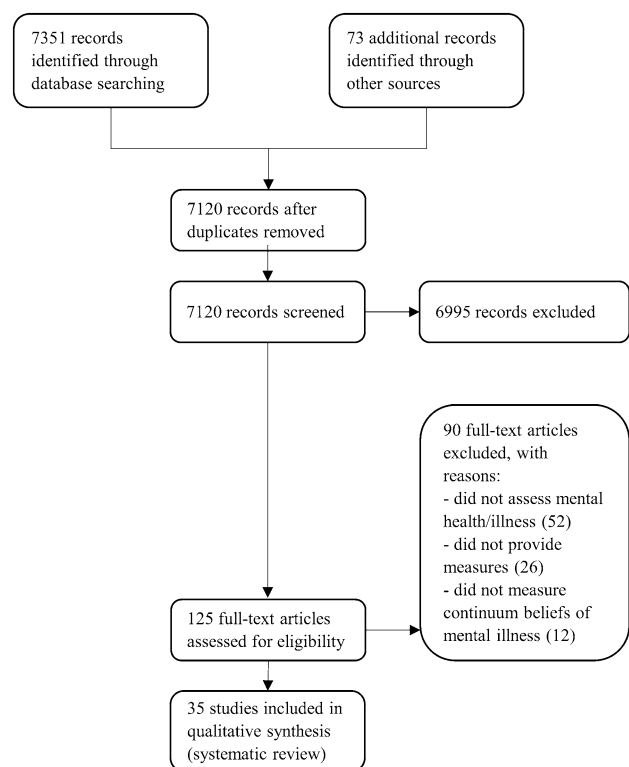 7351 records
identified through
database searching
73 additional records
identified through
other sources
7120 records after
duplicates removed
7120 records screened
6995 records excluded
90 full-text articles
excluded, with
reasons:
- did not assess mental
health/illness (52)
- did not provide
measures (26)
- did not measure
continuum beliefs of
mental illness (12)
125 full-text articles
assessed for eligibility
35 studies included in
qualitative synthesis
(systematic review)